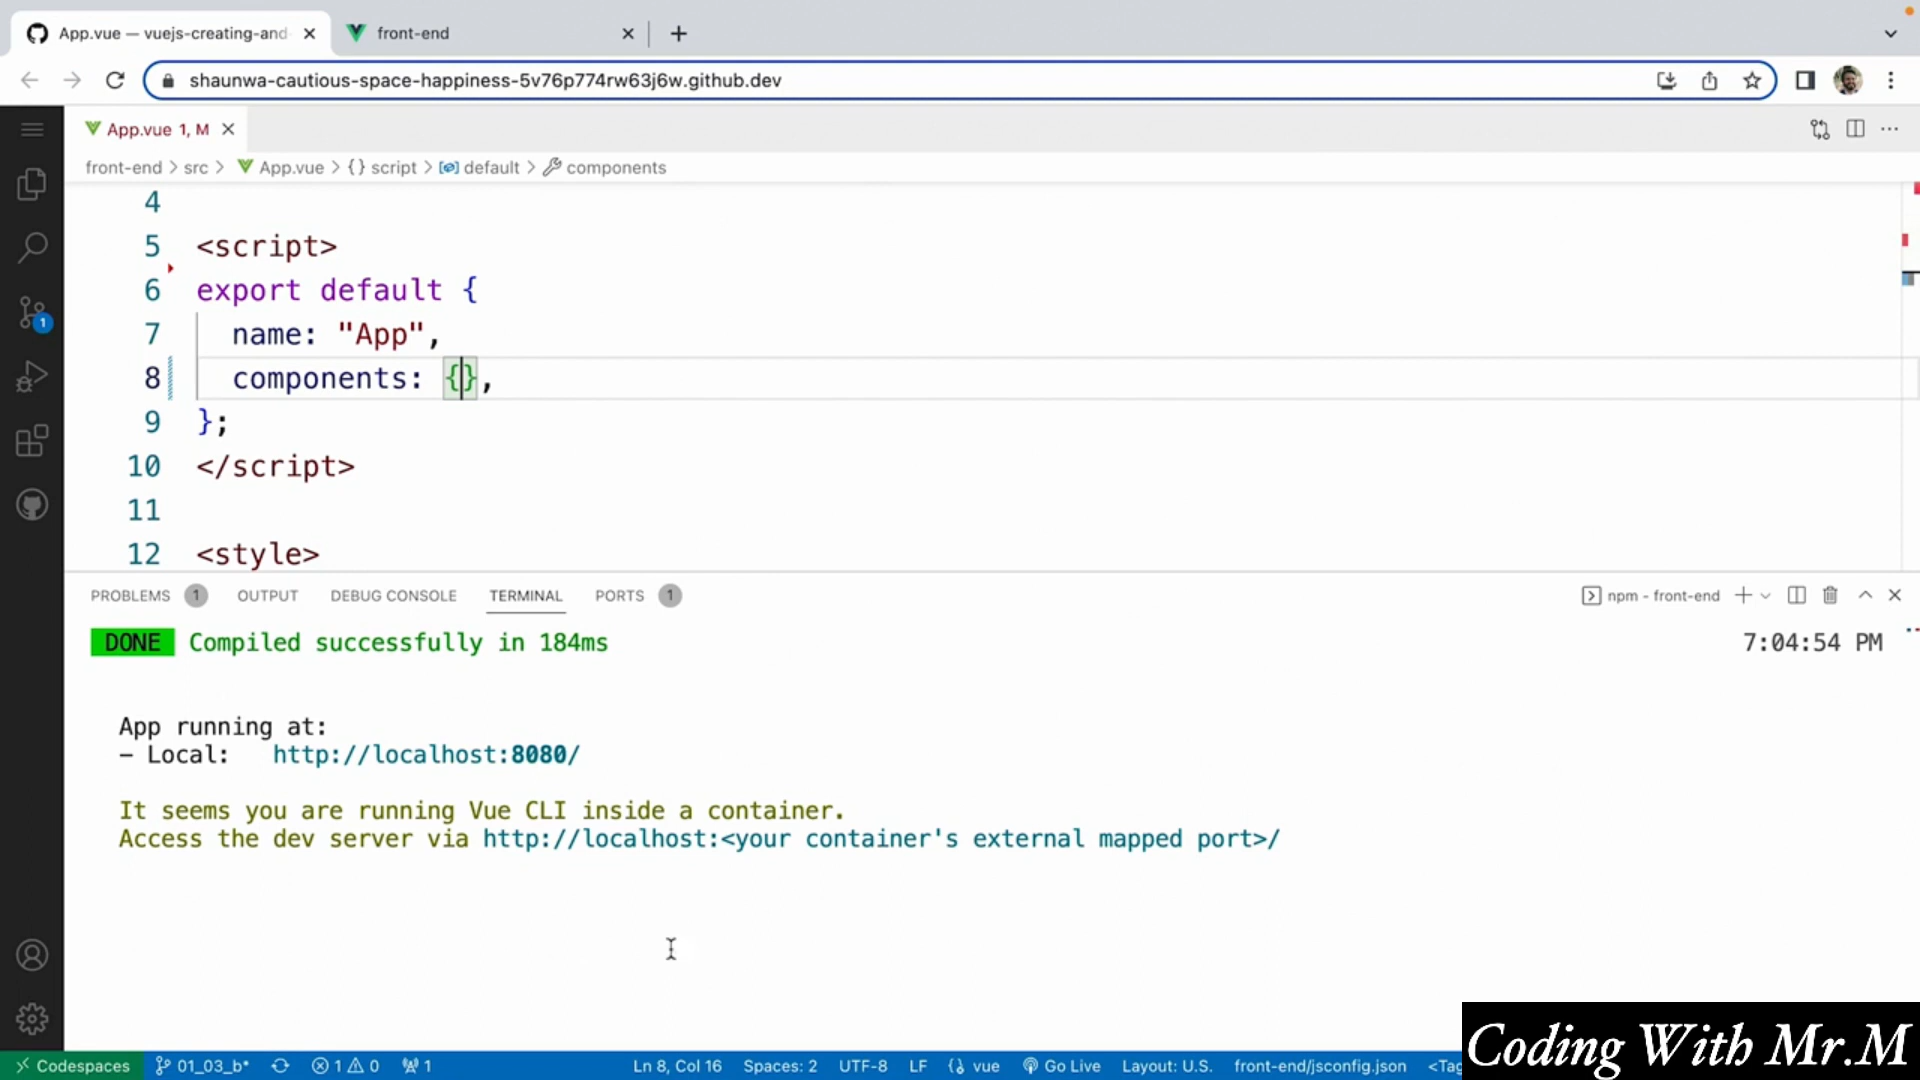 App.vue — vuejs-creating-and-
front-end
shaunwa-cautious-space-happiness-5v76p774rw63j6w.github.dev
App.vue 1, M
front-end > src > App.vue > {} script > default > components
4
5 <script>
6 export default {
7 name: "App",
8 components: {},
9 };
10 </script>
11
12 <style>
PROBLEMS 1 OUTPUT DEBUG CONSOLE TERMINAL PORTS 1 npm - front-end
DONE Compiled successfully in 184ms 7:04:54 PM
App running at:
- Local: http://localhost:8080/
It seems you are running Vue CLI inside a container.
Access the dev server via http://localhost:<your container's external mapped port>/
1
Codespaces 01_03_b* 1 0 1 Ln 8, Col 16 Spaces: 2 UTF-8 LF {} vue Go Live Layout: U.S. front-end/jsconfig.json <Tag
Coding With Mr.M